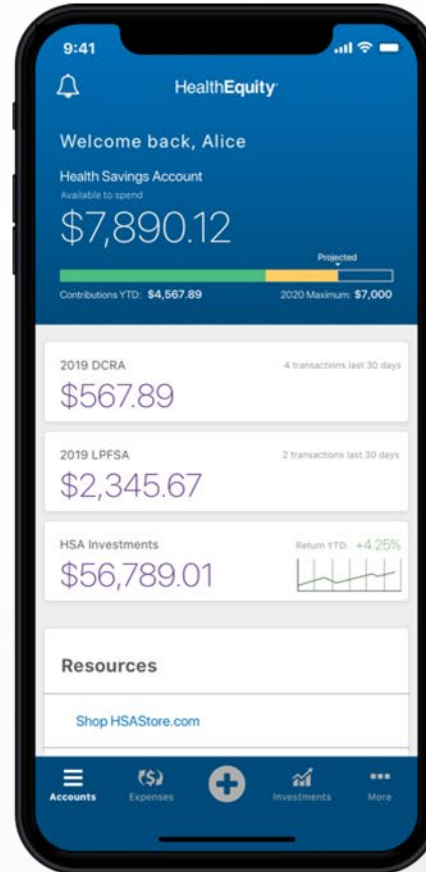 9:41
HealthEquity
Welcome back, Alice
Health Savings Account
Available to spend
$7,890.12
Projected
Contributions YTD: $4,567.89 2020 Maximum: $7,000
2019 DCRA 4 transactions last 30 days
$567.89
2019 LPFSA 2 transactions last 30 days
$2,345.67
HSA Investments Return YTD: +4.25%
$56,789.01
Resources
Shop HSAStore.com
Accounts Expenses Investments More